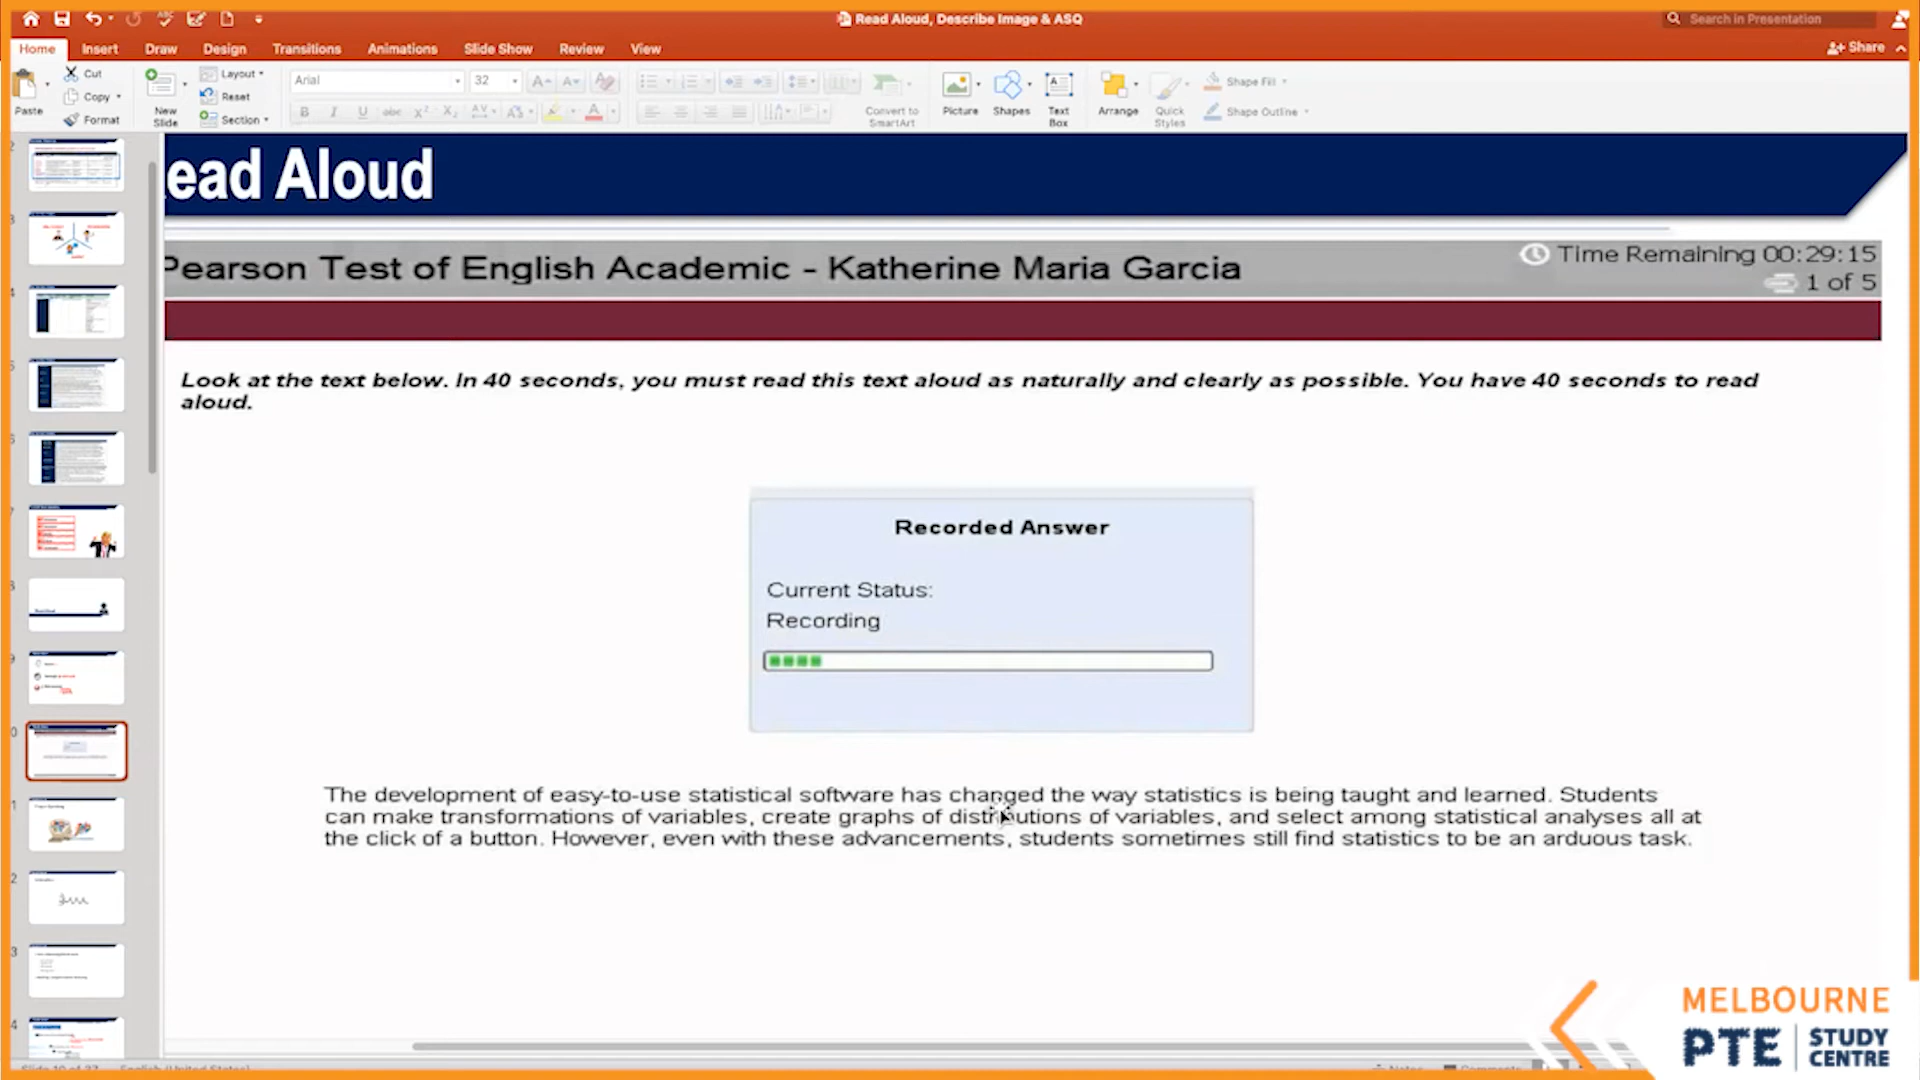 Read Aloud, Describe Image & ASQ
Search in Presentation
Home Insert Draw Design Transitions Animations Slide Show Review View
Share
Paste
Cut
Copy
Format
New Slide
Layout
Reset
Section
Arial 32
Convert to SmartArt
Picture
Shapes
Text Box
Arrange
Quick Styles
Shape Fill
Shape Outline
ead Aloud
Pearson Test of English Academic - Katherine Maria Garcia
Time Remaining 00:29:15
1 of 5
Look at the text below. In 40 seconds, you must read this text aloud as naturally and clearly as possible. You have 40 seconds to read
aloud.
Recorded Answer
Current Status:
Recording
The development of easy-to-use statistical software has changed the way statistics is being taught and learned. Students
can make transformations of variables, create graphs of distributions of variables, and select among statistical analyses all at
the click of a button. However, even with these advancements, students sometimes still find statistics to be an arduous task.
MELBOURNE
PTE STUDY
CENTRE